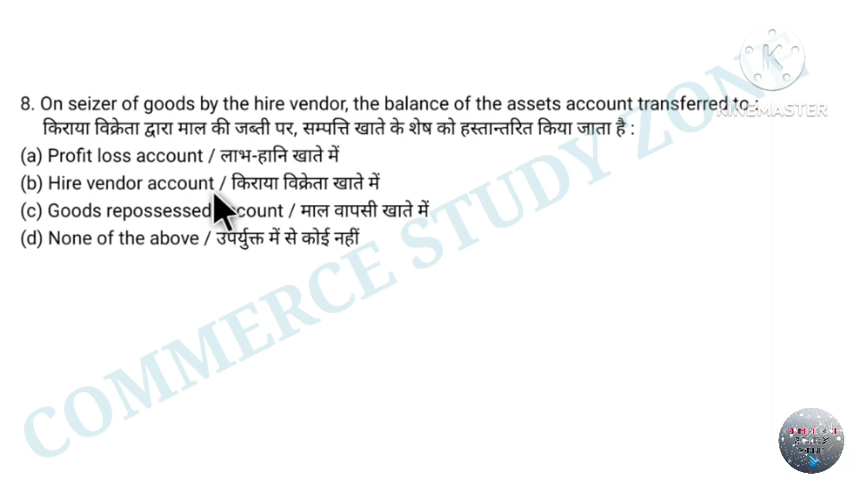 8. On seizer of goods by the hire vendor, the balance of the assets account transferred to :
किराया विक्रेता द्वारा माल की जब्ती पर, सम्पत्ति खाते के शेष को हस्तान्तरित किया जाता है :
(a) Profit loss account / लाभ-हानि खाते में
(b) Hire vendor account / किराया विक्रेता खाते में
(c) Goods repossessed count / माल वापसी खाते में
(d) None of the above / उपर्युक्त में से कोई नहीं
COMMERCE STUDY ZONE
K
KINEMASTER